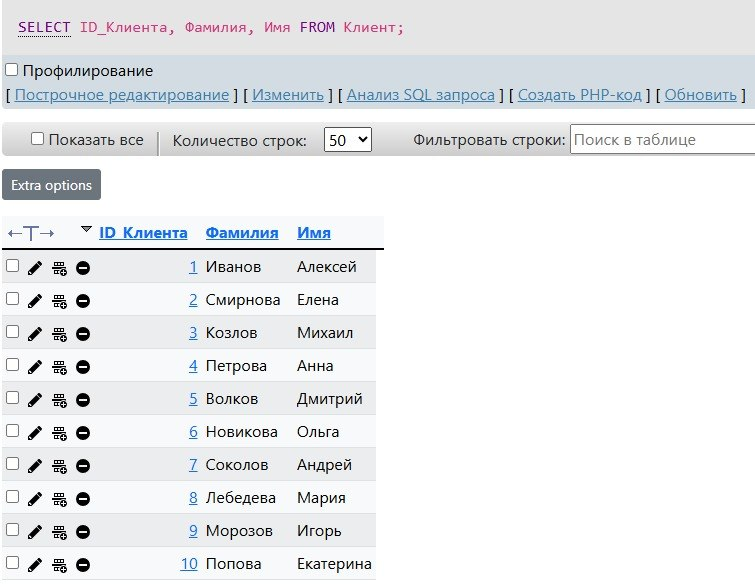 SELECT ID_Клиента, Фамилия, Имя FROM Клиент;
Профилирование
[ Построчное редактирование ] [ Изменить ] [ Анализ SQL запроса ] [ Создать PHP-код ] [ Обновить ]
Показать все Количество строк: 50 Фильтровать строки: Поиск в таблице
Extra options
←T→ ID_Клиента Фамилия Имя
1 Иванов Алексей
2 Смирнова Елена
3 Козлов Михаил
4 Петрова Анна
5 Волков Дмитрий
6 Новикова Ольга
7 Соколов Андрей
8 Лебедева Мария
9 Морозов Игорь
10 Попова Екатерина